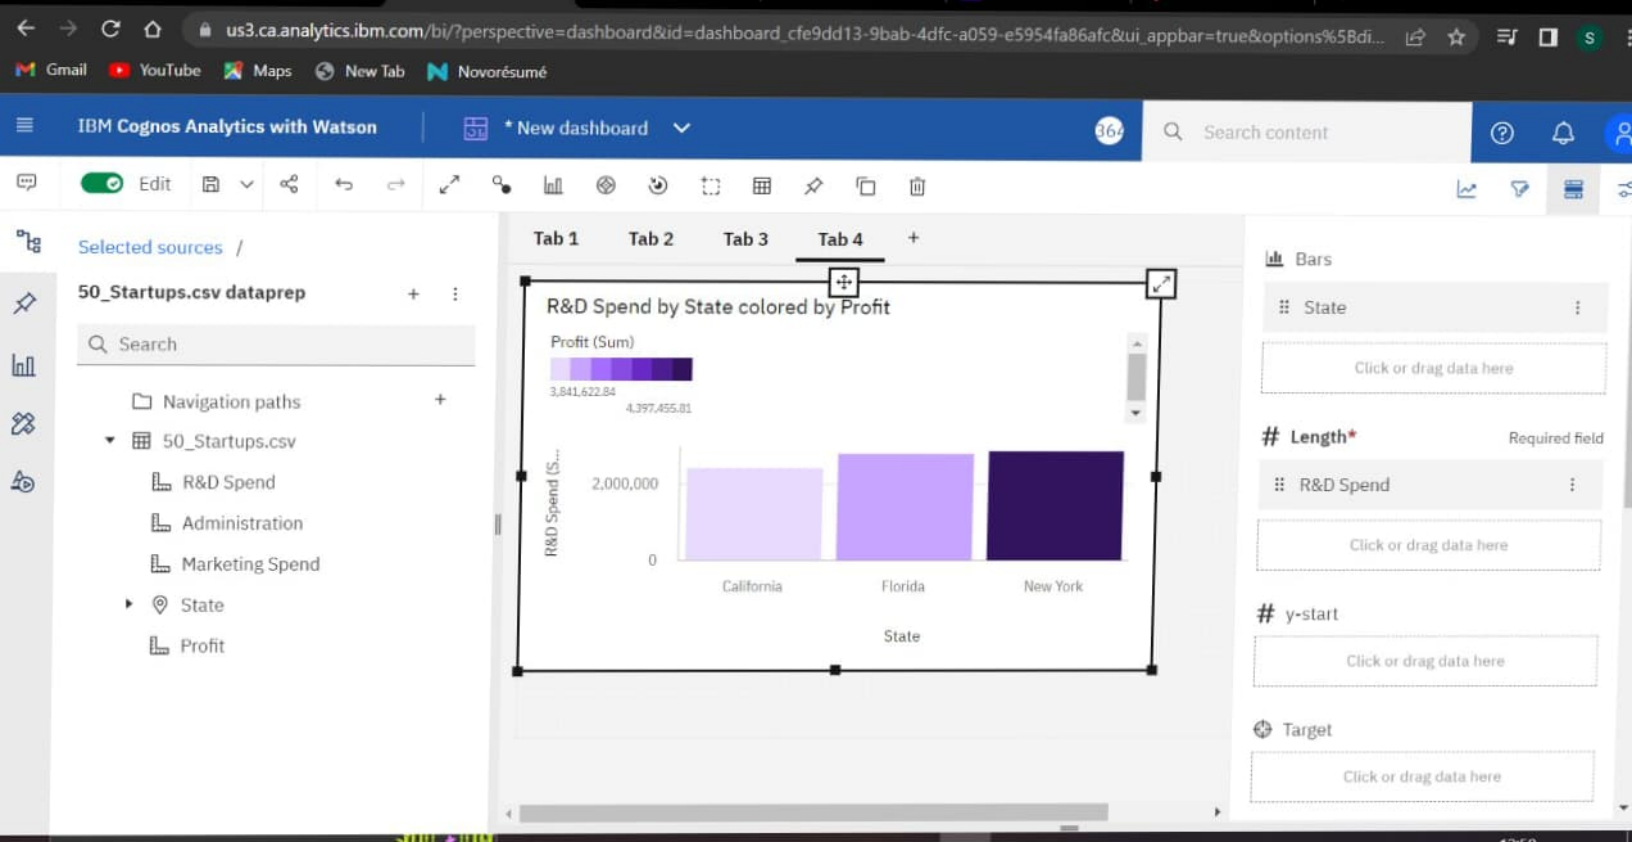 us3.ca.analytics.ibm.com/bi/?perspective=dashboard&id=dashboard_cfe9dd13-9bab-4dfc-a059-e5954fa86afc&ui_appbar=true&options%5Bdi...
S
Gmail YouTube Maps New Tab Novorésumé
IBM Cognos Analytics with Watson * New dashboard 364 Search content
Edit
Selected sources /
50_Startups.csv dataprep
Search
Navigation paths
50_Startups.csv
R&D Spend
Administration
Marketing Spend
State
Profit
Tab 1 Tab 2 Tab 3 Tab 4 +
R&D Spend by State colored by Profit
Profit (Sum)
3,841,622.84
4,397,455.81
R&D Spend (S...
2,000,000
0
California Florida New York
State
Bars
State
Click or drag data here
# Length* Required field
R&D Spend
Click or drag data here
# y-start
Click or drag data here
Target
Click or drag data here